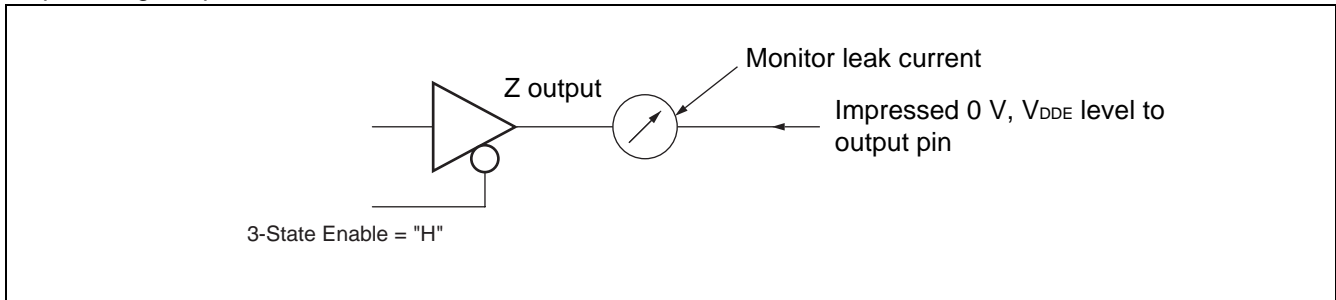 Monitor leak current
Z output
Impressed 0 V, VDDE level to
output pin
3-State Enable = "H"